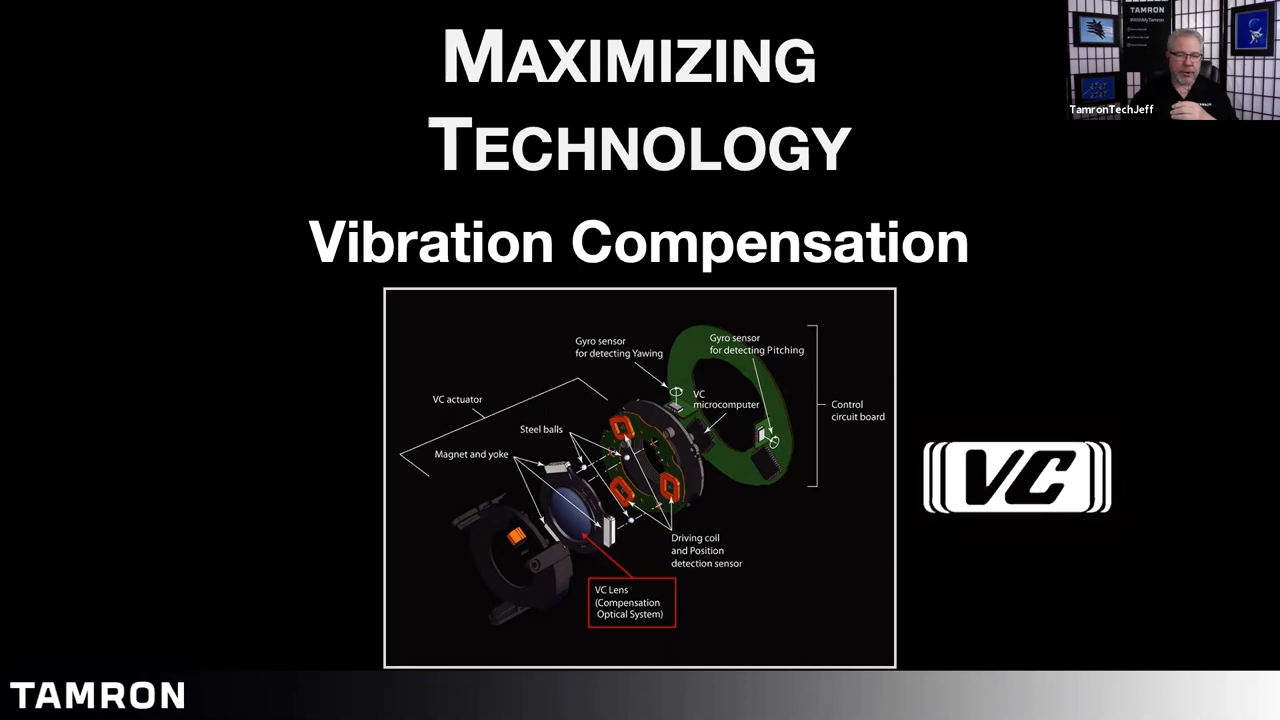 MAXIMIZING
TECHNOLOGY
Vibration Compensation
TAMRON
#WithMyTamron
TamronTechJeff
Gyro sensor
for detecting Yawing
Gyro sensor
for detecting Pitching
VC actuator
VC
microcomputer
Control
circuit board
Steel balls
Magnet and yoke
Driving coil
and Position
detection sensor
VC Lens
(Compensation
Optical System)
VC
TAMRON